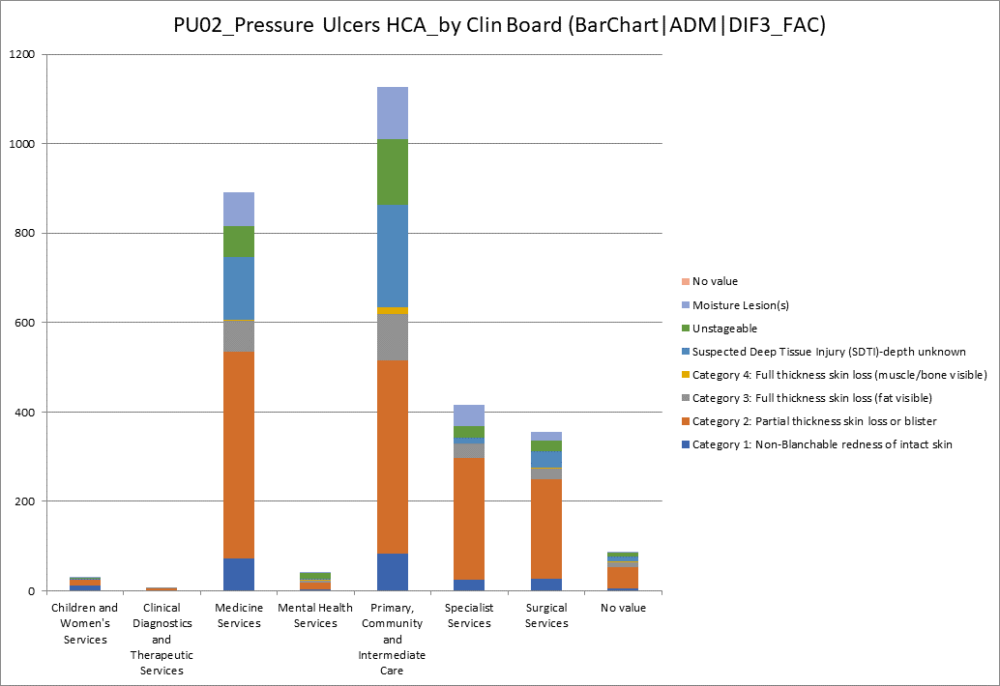 PU02_Pressure Ulcers HCA_by Clin Board (BarChart|ADM|DIF3_FAC)
1200
1000
800
600
400
200
0
Children and
Women's
Services
Clinical
Diagnostics
and
Therapeutic
Services
Medicine
Services
Mental Health
Services
Primary,
Community
and
Intermediate
Care
Specialist
Services
Surgical
Services
No value
No value
Moisture Lesion(s)
Unstageable
Suspected Deep Tissue Injury (SDTI)-depth unknown
Category 4: Full thickness skin loss (muscle/bone visible)
Category 3: Full thickness skin loss (fat visible)
Category 2: Partial thickness skin loss or blister
Category 1: Non-Blanchable redness of intact skin